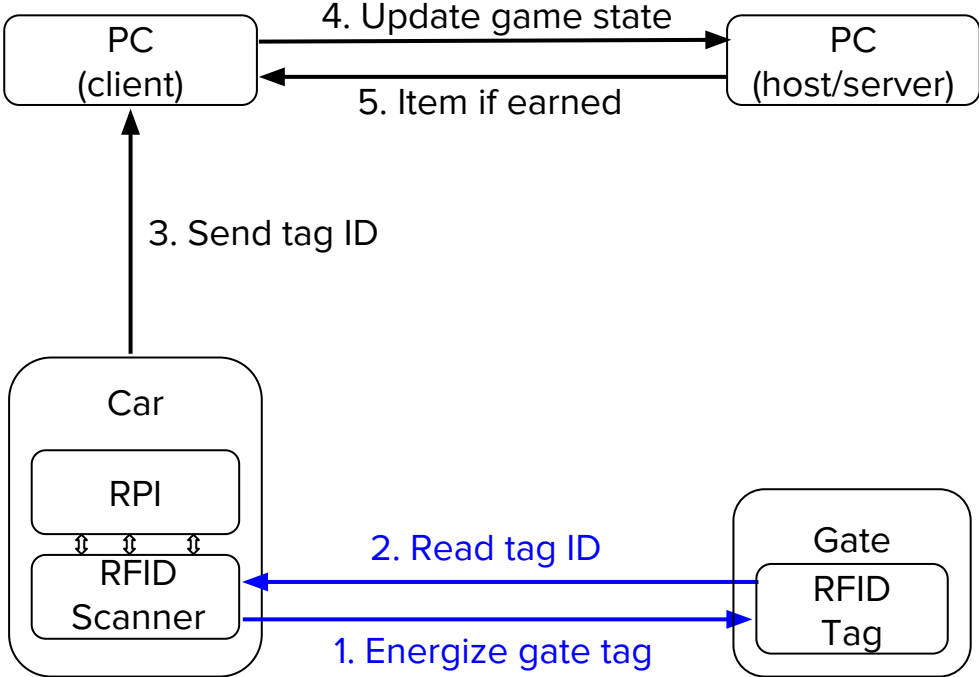 4. Update game state
PC
(client)
PC
(host/server)
5. Item if earned
3. Send tag ID
Car
RPI
RFID
Scanner
2. Read tag ID
Gate
RFID
Tag
1. Energize gate tag